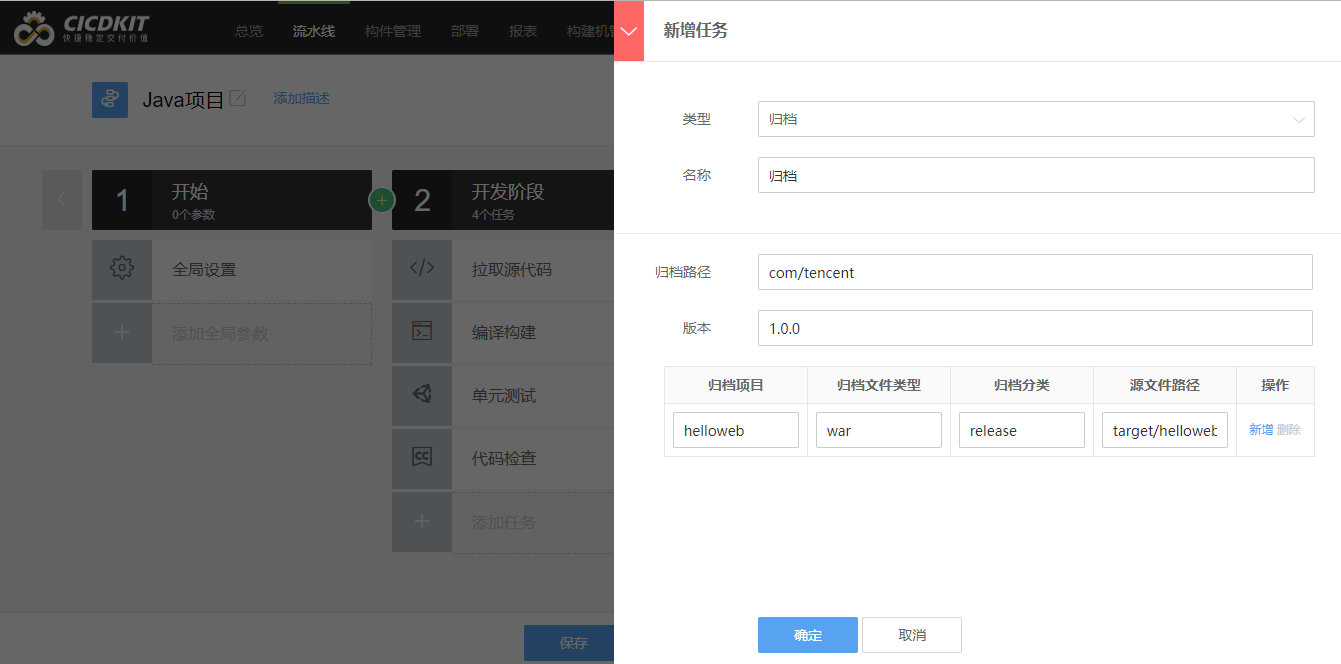 CICDKIT
快捷稳定交付价值
总览
流水线
构件管理
部署
报表
构建机管
Java项目
添加描述
1
开始
0个参数
全局设置
添加全局参数
2
开发阶段
4个任务
拉取源代码
编译构建
单元测试
代码检查
添加任务
保存
新增任务
类型
归档
名称
归档
归档路径
com/tencent
版本
1.0.0
归档项目 归档文件类型 归档分类 源文件路径 操作
helloweb war release target/helloweb 新增 删除
确定
取消